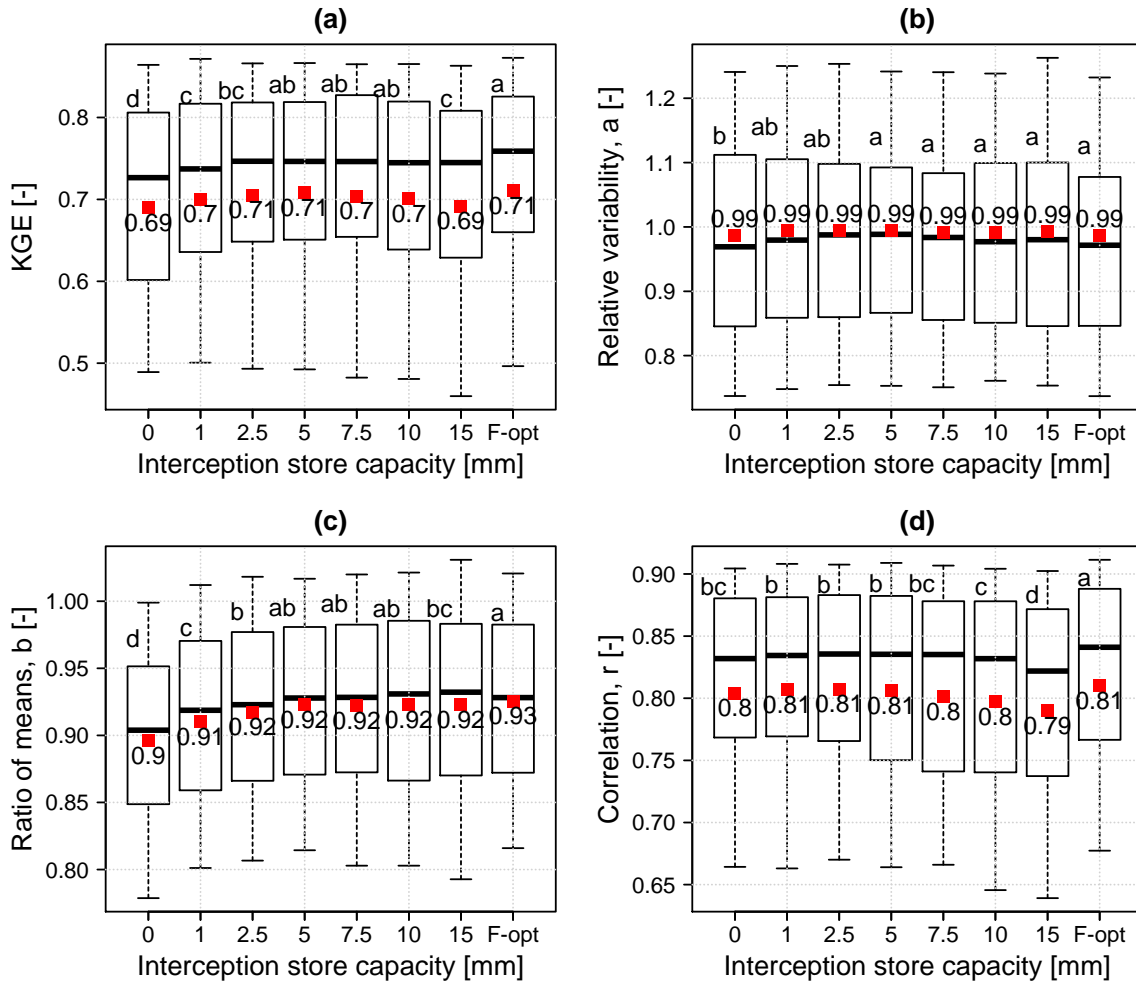 (a)
KGE [-]
0.8
0.7
0.6
0.5
d c bc ab ab ab c a
0.69 0.7 0.71 0.71 0.7 0.7 0.69 0.71
0 1 2.5 5 7.5 10 15 F-opt
Interception store capacity [mm]
(b)
Relative variability, a [-]
1.2
1.1
1.0
0.9
0.8
b ab ab a a a a a
0.99 0.99 0.99 0.99 0.99 0.99 0.99 0.99
0 1 2.5 5 7.5 10 15 F-opt
Interception store capacity [mm]
(c)
Ratio of means, b [-]
1.00
0.95
0.90
0.85
0.80
d c b ab ab ab bc a
0.9 0.91 0.92 0.92 0.92 0.92 0.92 0.93
0 1 2.5 5 7.5 10 15 F-opt
Interception store capacity [mm]
(d)
Correlation, r [-]
0.90
0.85
0.80
0.75
0.70
0.65
bc b b b bc c d a
0.8 0.81 0.81 0.81 0.8 0.8 0.79 0.81
0 1 2.5 5 7.5 10 15 F-opt
Interception store capacity [mm]